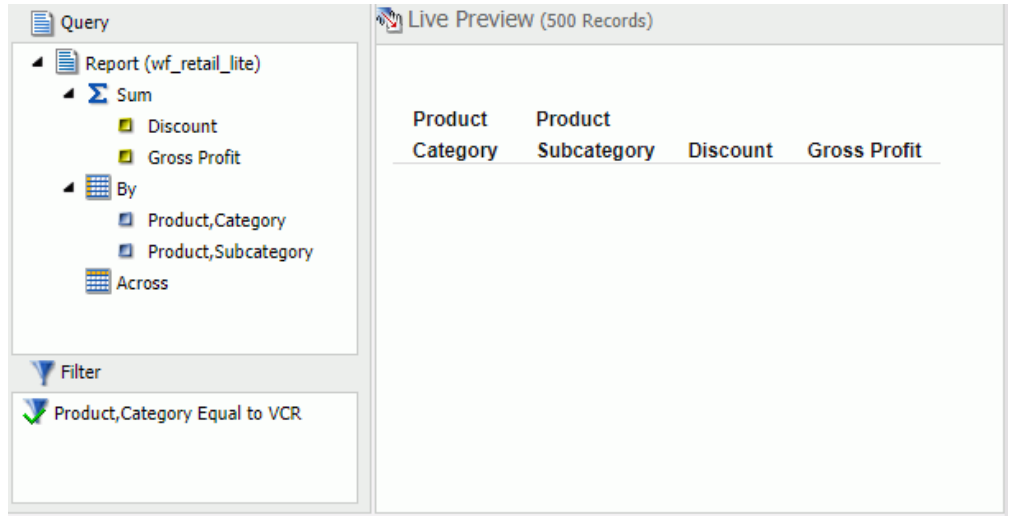 Query
Report (wf_retail_lite)
Sum
Discount
Gross Profit
By
Product,Category
Product,Subcategory
Across
Filter
Product,Category Equal to VCR
Live Preview (500 Records)
Product Product
Category Subcategory Discount Gross Profit